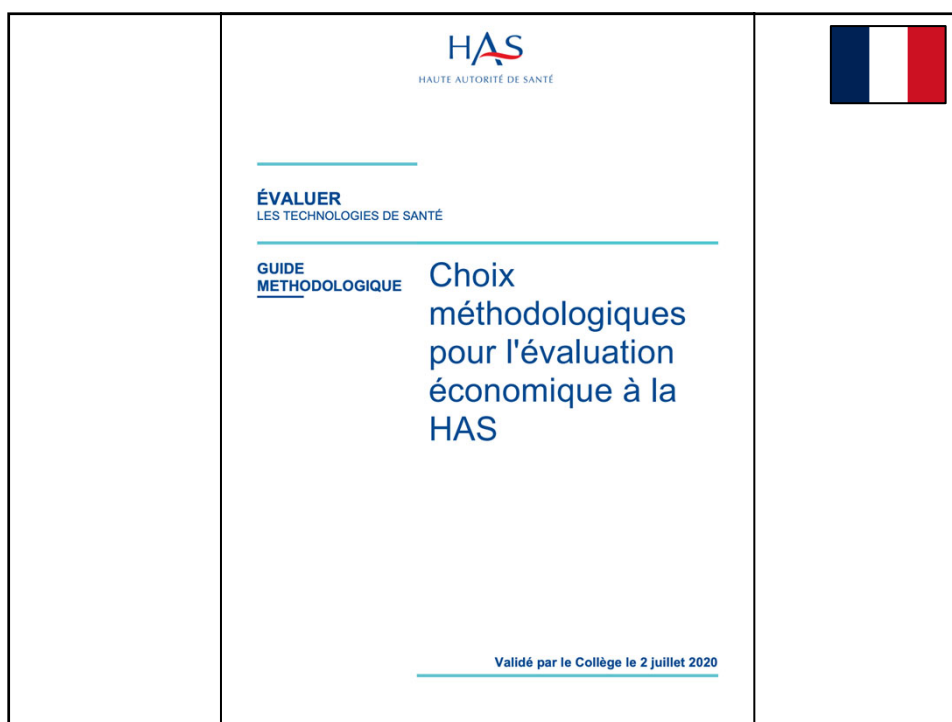 HAS
HAUTE AUTORITÉ DE SANTÉ
ÉVALUER
LES TECHNOLOGIES DE SANTÉ
GUIDE
METHODOLOGIQUE
Choix
méthodologiques
pour l'évaluation
économique à la
HAS
Validé par le Collège le 2 juillet 2020